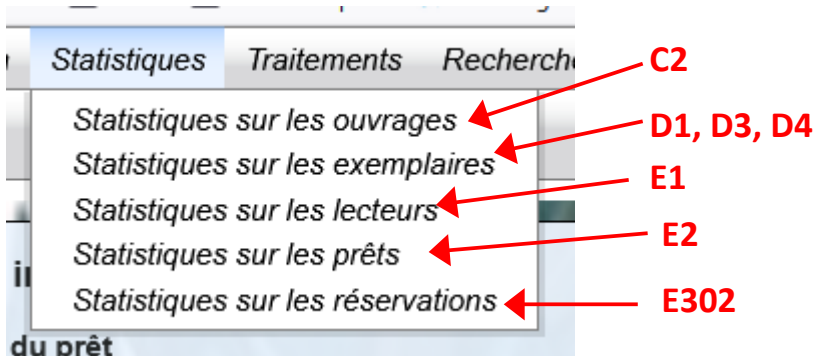 Statistiques Traitements Recherche
C2
Statistiques sur les ouvrages
D1, D3, D4
Statistiques sur les exemplaires
E1
Statistiques sur les lecteurs
E2
Statistiques sur les prêts
E302
Statistiques sur les réservations
du prêt